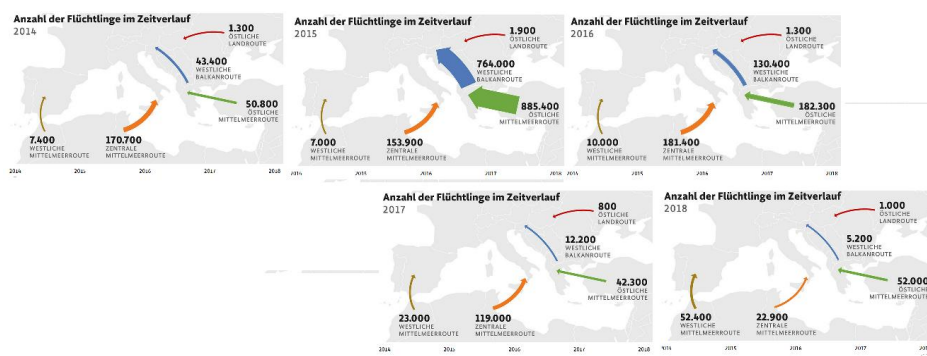 Anzahl der Flüchtlinge im Zeitverlauf
2014
1.300
ÖSTLICHE
LANDROUTE
43.400
WESTLICHE
BALKANROUTE
50.800
ÖSTLICHE
MITTELMEERROUTE
7.400
WESTLICHE
MITTELMEERROUTE
170.700
ZENTRALE
MITTELMEERROUTE
2014 2015 2016 2017 2018
Anzahl der Flüchtlinge im Zeitverlauf
2015
1.900
ÖSTLICHE
LANDROUTE
764.000
WESTLICHE
BALKANROUTE
885.400
ÖSTLICHE
MITTELMEERROUTE
7.000
WESTLICHE
MITTELMEERROUTE
153.900
ZENTRALE
MITTELMEERROUTE
2014 2015 2016 2017 2018
Anzahl der Flüchtlinge im Zeitverlauf
2016
1.300
ÖSTLICHE
LANDROUTE
130.400
WESTLICHE
BALKANROUTE
182.300
ÖSTLICHE
MITTELMEERROUTE
10.000
WESTLICHE
MITTELMEERROUTE
181.400
ZENTRALE
MITTELMEERROUTE
2015 2016 2017 2018
Anzahl der Flüchtlinge im Zeitverlauf
2017
800
ÖSTLICHE
LANDROUTE
12.200
WESTLICHE
BALKANROUTE
42.300
ÖSTLICHE
MITTELMEERROUTE
23.000
WESTLICHE
MITTELMEERROUTE
119.000
ZENTRALE
MITTELMEERROUTE
2014 2015 2016 2017 2018
Anzahl der Flüchtlinge im Zeitverlauf
2018
1.000
ÖSTLICHE
LANDROUTE
5.200
WESTLICHE
BALKANROUTE
52.000
ÖSTLICHE
MITTELMEERROUTE
52.400
WESTLICHE
MITTELMEERROUTE
22.900
ZENTRALE
MITTELMEERROUTE
2014 2015 2016 2017